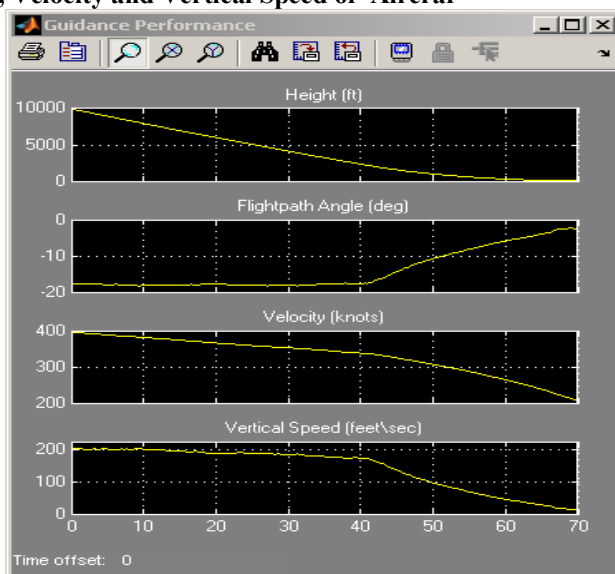 , Velocity and Vertical Speed of Aircraf
Guidance Performance
Height (ft)
10000
5000
0
Flightpath Angle (deg)
0
-10
-20
Velocity (knots)
400
300
200
Vertical Speed (feet\sec)
200
100
0
0 10 20 30 40 50 60 70
Time offset: 0